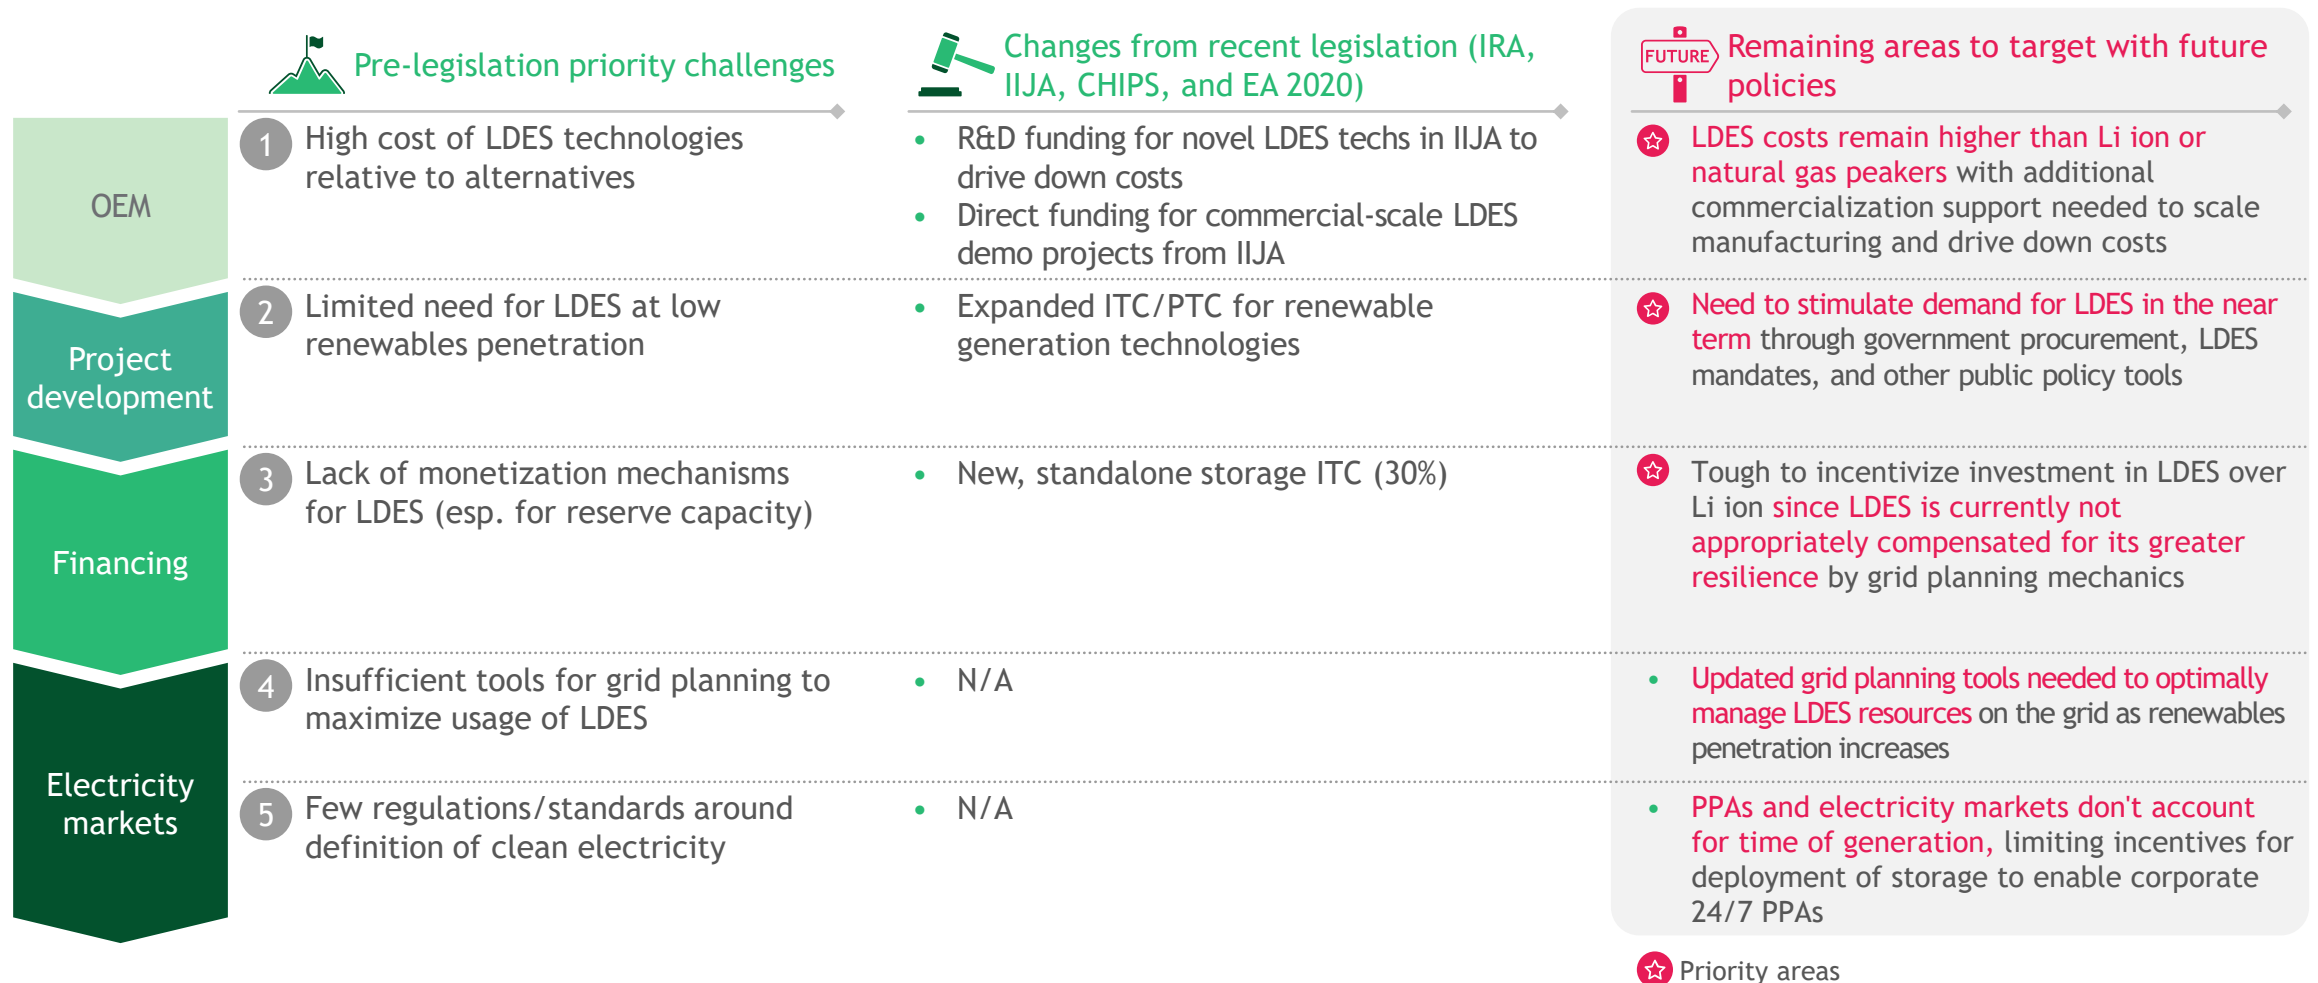 Pre-legislation priority challenges
Changes from recent legislation (IRA,
IIJA, CHIPS, and EA 2020)
FUTURE
Remaining areas to target with future
policies
OEM
1
High cost of LDES technologies
relative to alternatives
• R&D funding for novel LDES techs in IIJA to
drive down costs
• Direct funding for commercial-scale LDES
demo projects from IIJA
LDES costs remain higher than Li ion or
natural gas peakers with additional
commercialization support needed to scale
manufacturing and drive down costs
Project
development
2
Limited need for LDES at low
renewables penetration
• Expanded ITC/PTC for renewable
generation technologies
Need to stimulate demand for LDES in the near
term through government procurement, LDES
mandates, and other public policy tools
Financing
3
Lack of monetization mechanisms
for LDES (esp. for reserve capacity)
• New, standalone storage ITC (30%)
Tough to incentivize investment in LDES over
Li ion since LDES is currently not
appropriately compensated for its greater
resilience by grid planning mechanics
Electricity
markets
4
Insufficient tools for grid planning to
maximize usage of LDES
• N/A
• Updated grid planning tools needed to optimally
manage LDES resources on the grid as renewables
penetration increases
5
Few regulations/standards around
definition of clean electricity
• N/A
• PPAs and electricity markets don't account
for time of generation, limiting incentives for
deployment of storage to enable corporate
24/7 PPAs
Priority areas